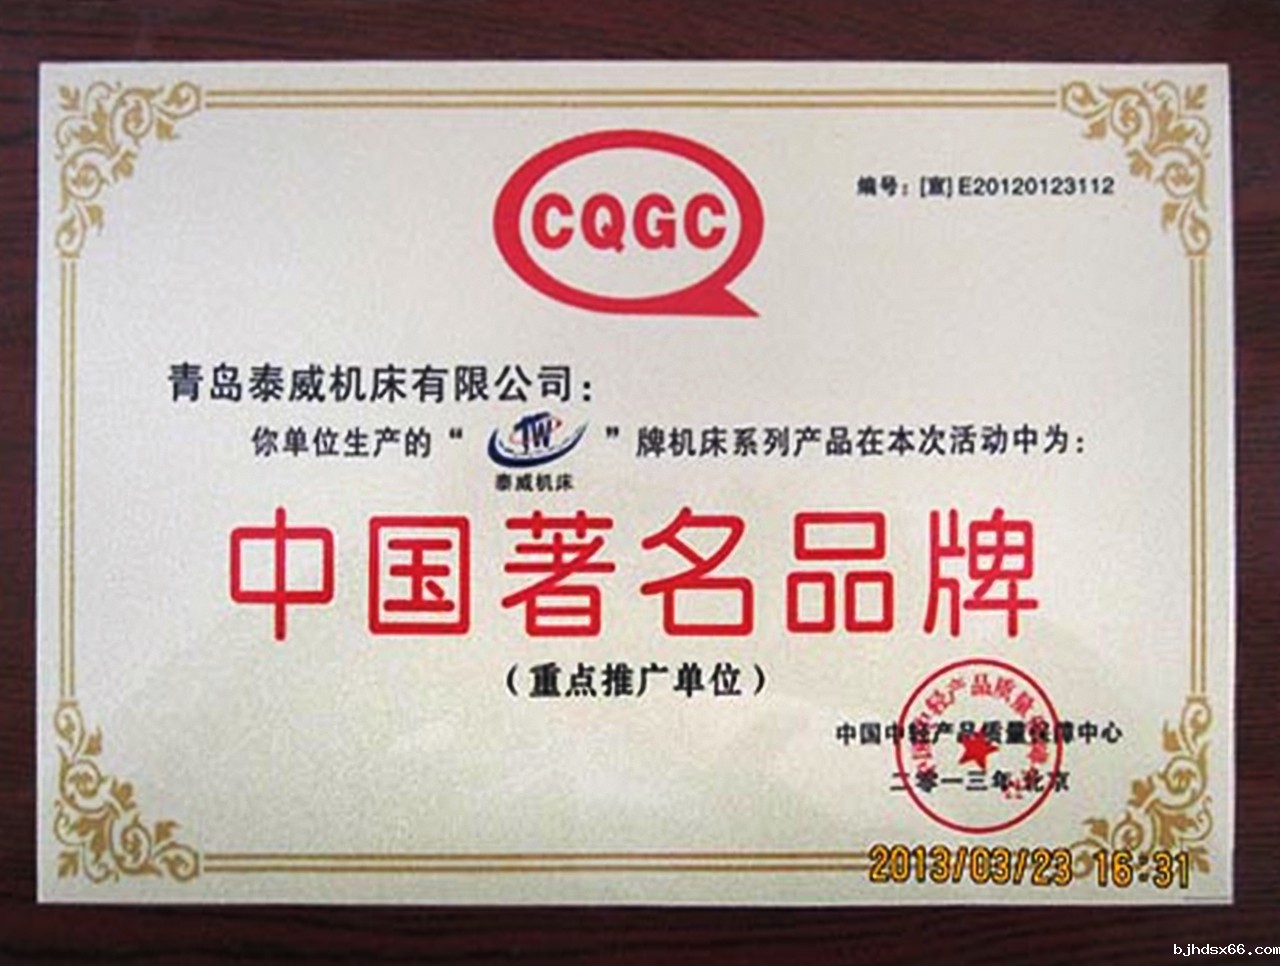 CQGC
编号：[宣] E20120123112
青岛泰威机床有限公司：
你单位生产的“TW 泰威机床”牌机床系列产品在本次活动中为：
中国著名品牌
（重点推广单位）
中国中轻产品质量保障中心
二零一三年 北京
2013/03/23 16:31
bjhdsx66.com